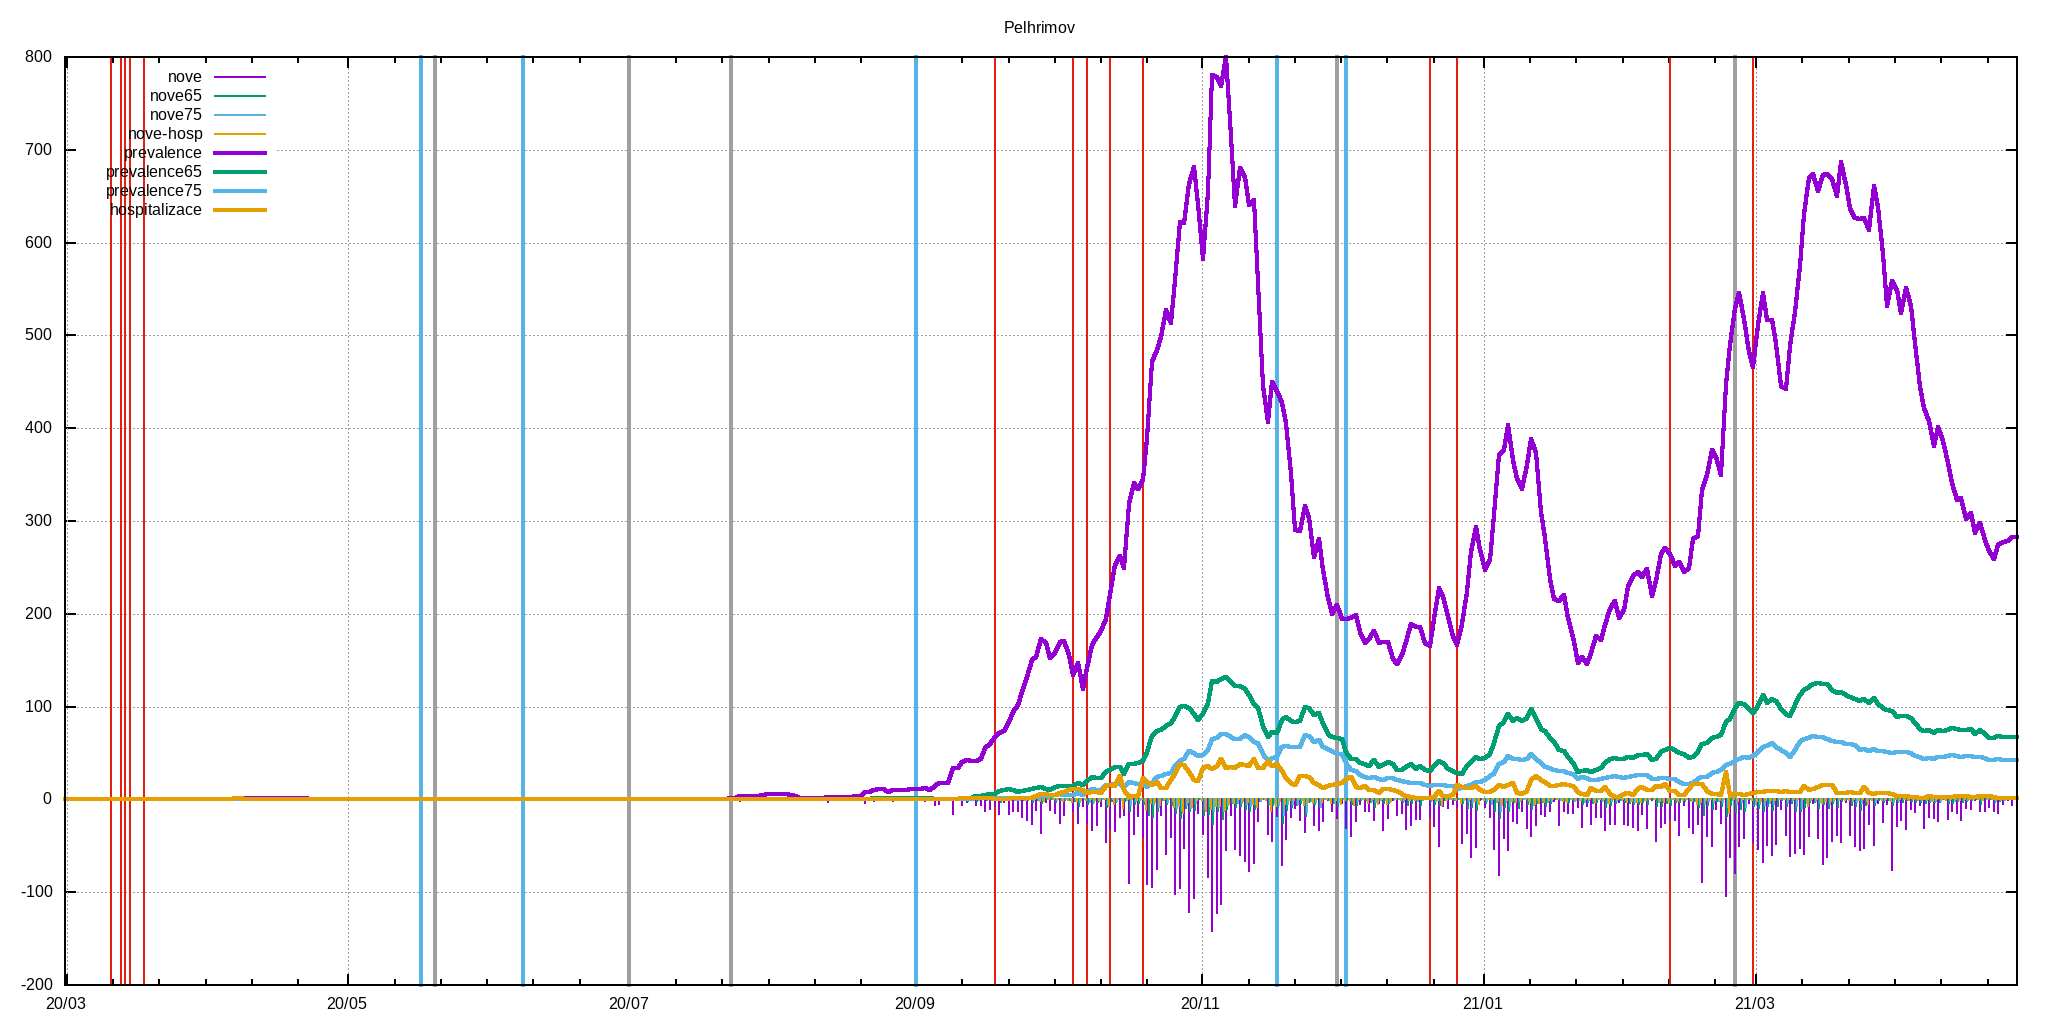 Pelhrimov
800
700
600
500
400
300
200
100
0
-100
-200
nove
nove65
nove75
nove-hosp
prevalence
prevalence65
prevalence75
hospitalizace
20/03 20/05 20/07 20/09 20/11 21/01 21/03